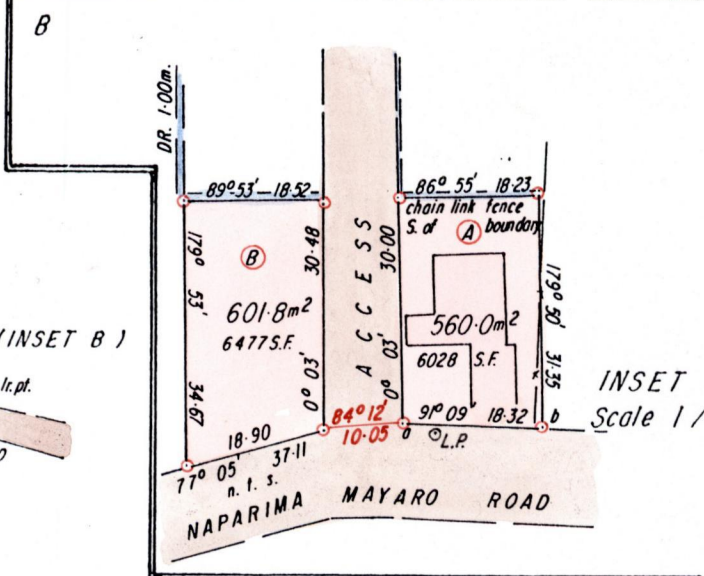 B
DR. 1·00m.
89°53' 18·52
86° 55' 18·23
chain link fence
S. of boundary
A
B
179° 53' 34·67
0° 03' 30·48
ACCESS
0° 03' 30·00
179° 50' 31·35
601·8m²
6477 S.F.
560·0m²
6028 S.F.
(INSET B)
Ir.pt.
INSET
Scale 1/
84° 12'
10·05
91° 09' 18·32
a
b
L.P.
18·90
77° 05' 37·11
n. t. s.
NAPARIMA MAYARO ROAD